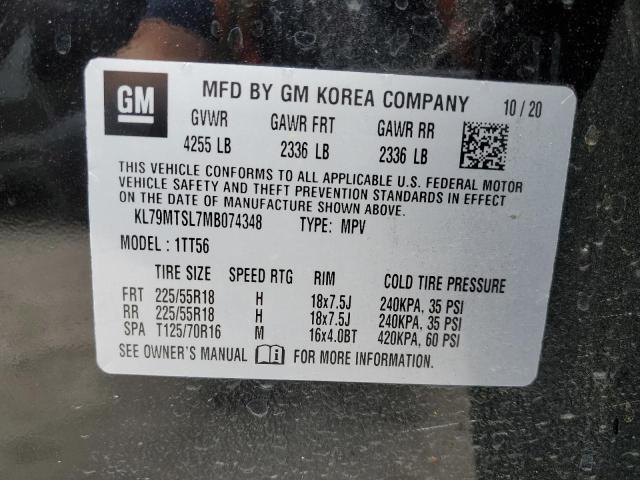 GM MFD BY GM KOREA COMPANY 10/20
GVWR GAWR FRT GAWR RR
4255 LB 2336 LB 2336 LB
THIS VEHICLE CONFORMS TO ALL APPLICABLE U.S. FEDERAL MOTOR
VEHICLE SAFETY AND THEFT PREVENTION STANDARDS IN EFFECT ON
THE DATE OF MANUFACTURE SHOWN ABOVE.
KL79MTSL7MB074348 TYPE: MPV
MODEL: 1TT56
TIRE SIZE SPEED RTG RIM COLD TIRE PRESSURE
FRT 225/55R18 H 18x7.5J 240KPA, 35 PSI
RR 225/55R18 H 18x7.5J 240KPA, 35 PSI
SPA T125/70R16 M 16x4.0BT 420KPA, 60 PSI
SEE OWNER'S MANUAL FOR MORE INFORMATION.